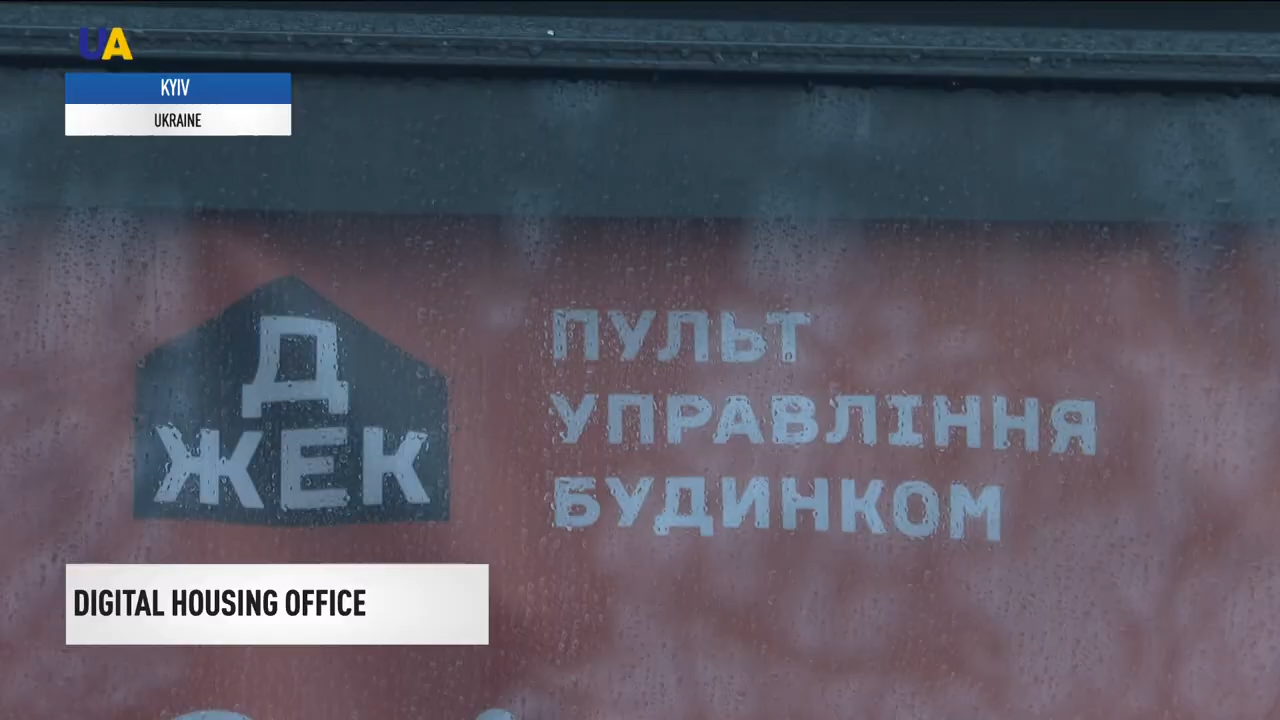 UA
KYIV
UKRAINE
Д
ЖЕК
ПУЛЬТ
УПРАВЛІННЯ
БУДИНКОМ
DIGITAL HOUSING OFFICE